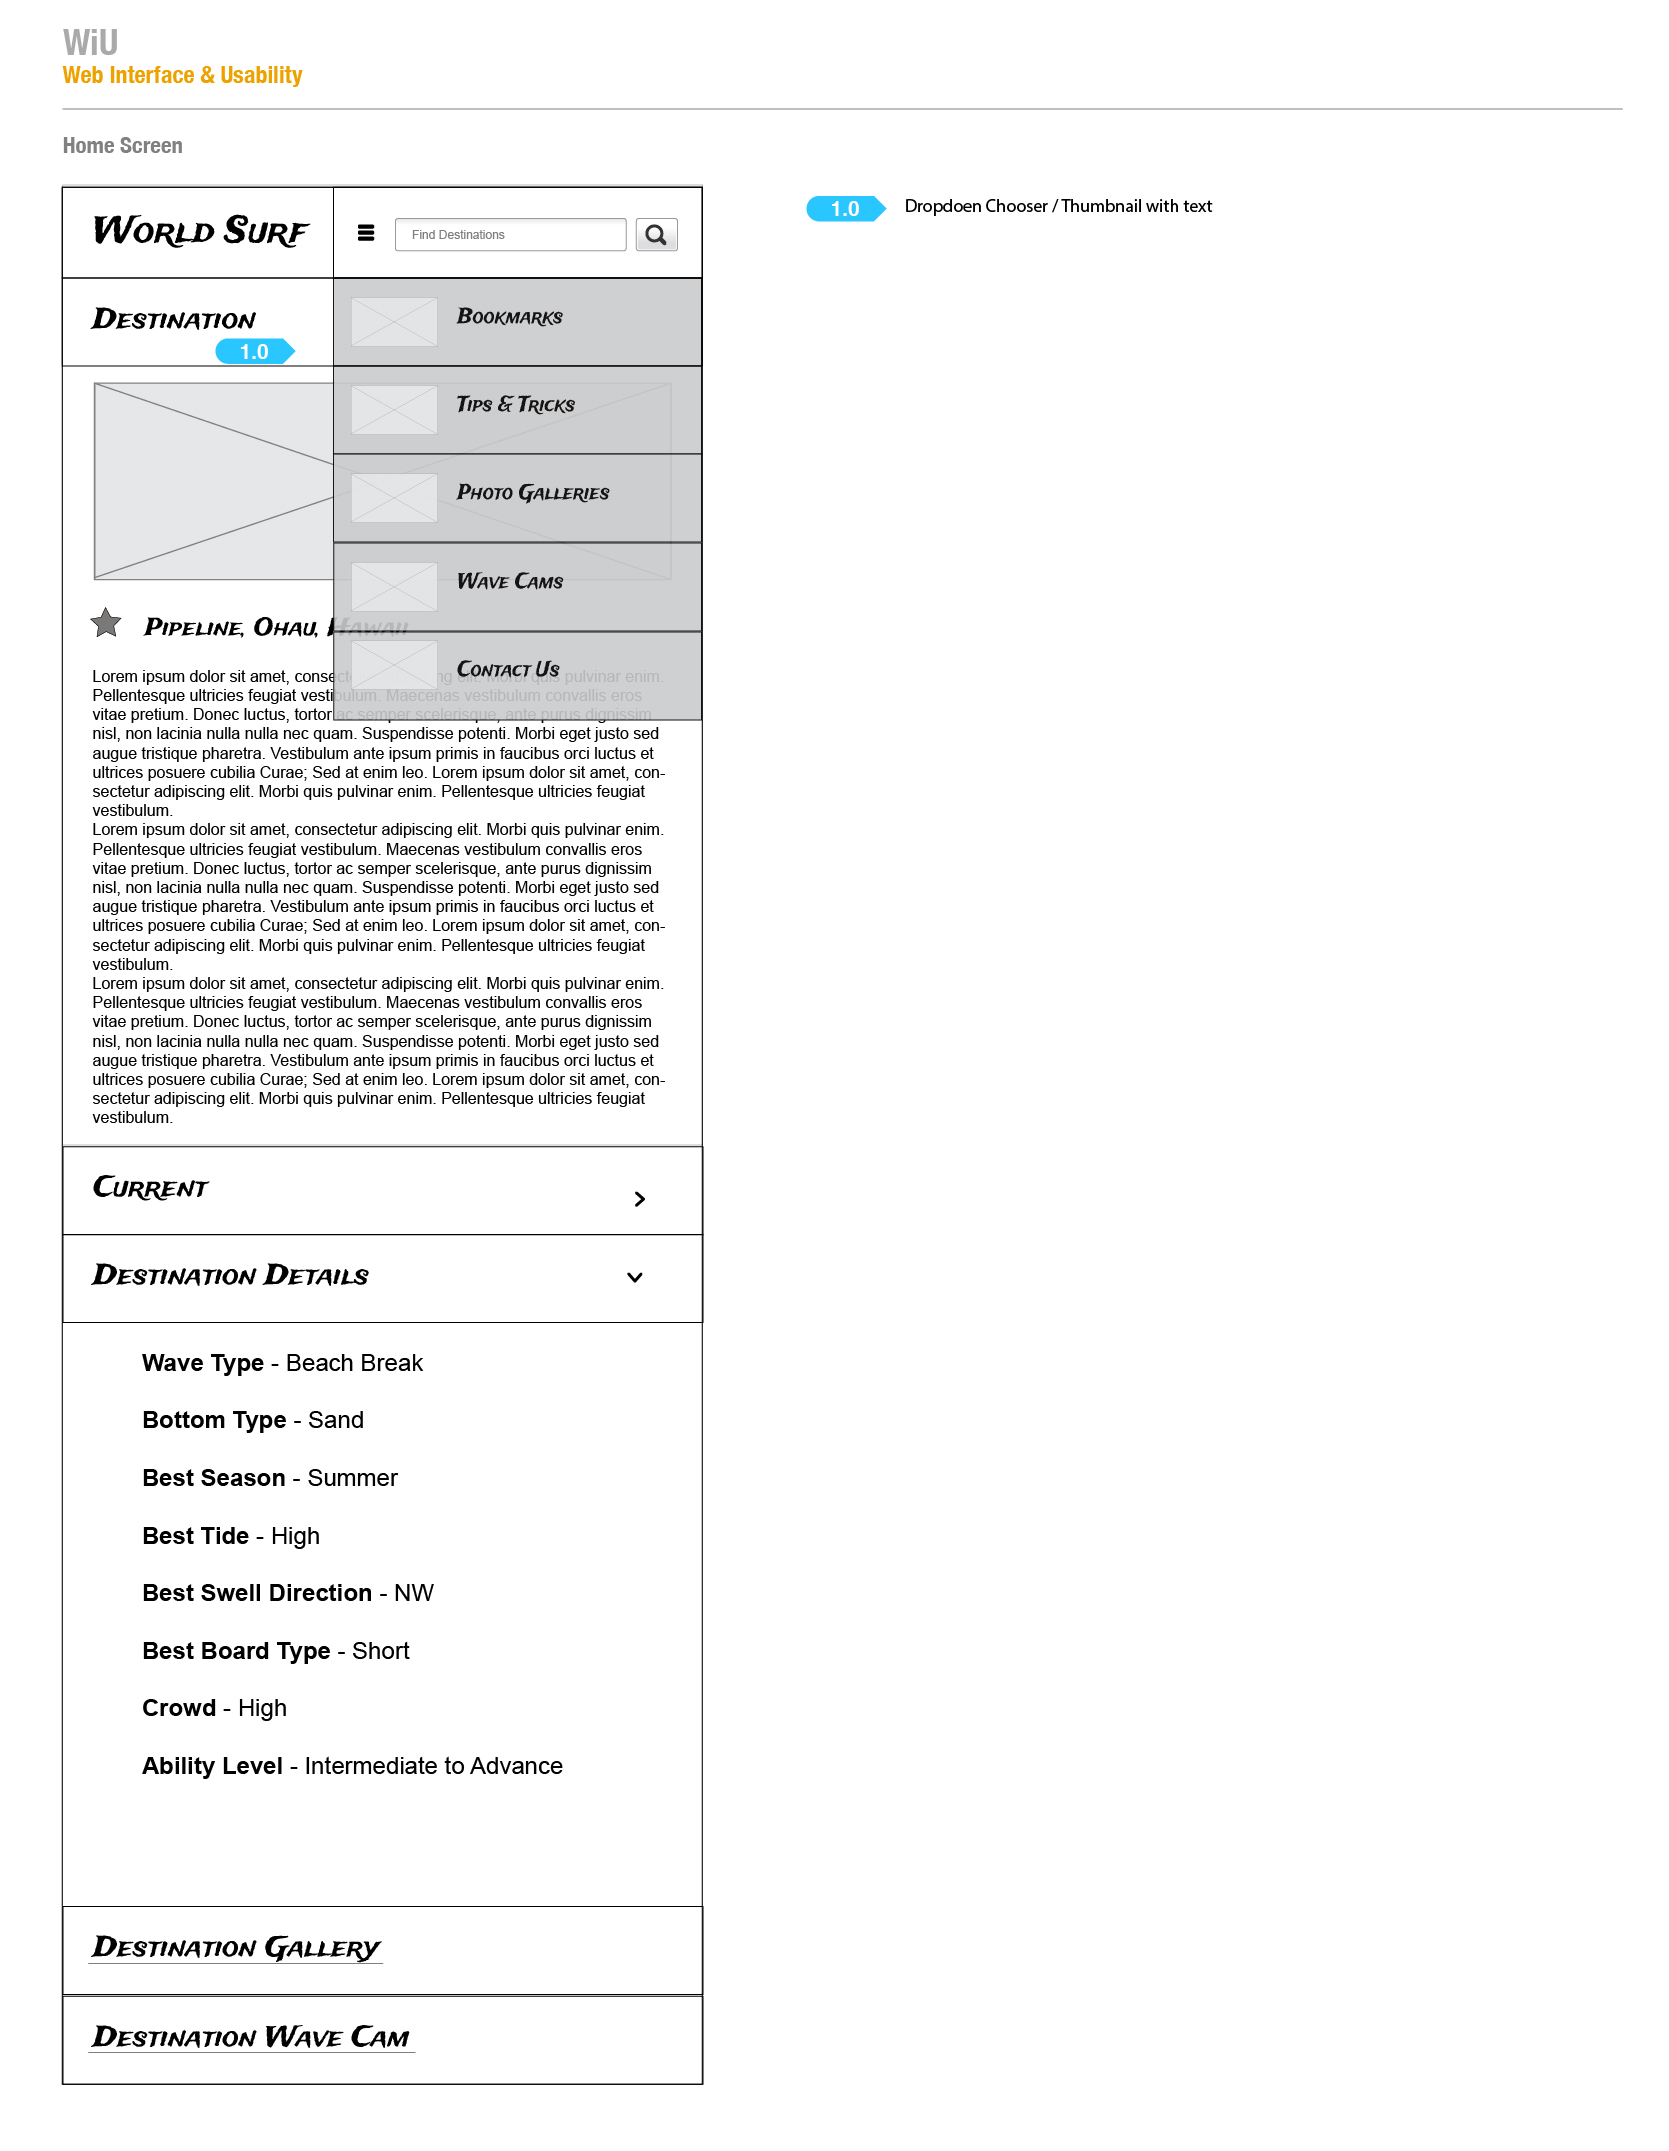 WiU
Web Interface & Usability
Home Screen
World Surf
Find Destinations
1.0 Dropdoen Chooser / Thumbnail with text
Destination
1.0
Bookmarks
Tips & Tricks
Photo Galleries
Wave Cams
Contact Us
Pipeline, Ohau, Hawaii
Lorem ipsum dolor sit amet, consect ng elit. Morbi quis pulvinar enim.
Pellentesque ultricies feugiat vestibulum. Maecenas vestibulum convallis eros
vitae pretium. Donec luctus, tortor ac semper scelerisque, ante purus dignissim
nisl, non lacinia nulla nulla nec quam. Suspendisse potenti. Morbi eget justo sed
augue tristique pharetra. Vestibulum ante ipsum primis in faucibus orci luctus et
ultrices posuere cubilia Curae; Sed at enim leo. Lorem ipsum dolor sit amet, con-
sectetur adipiscing elit. Morbi quis pulvinar enim. Pellentesque ultricies feugiat
vestibulum.
Lorem ipsum dolor sit amet, consectetur adipiscing elit. Morbi quis pulvinar enim.
Pellentesque ultricies feugiat vestibulum. Maecenas vestibulum convallis eros
vitae pretium. Donec luctus, tortor ac semper scelerisque, ante purus dignissim
nisl, non lacinia nulla nulla nec quam. Suspendisse potenti. Morbi eget justo sed
augue tristique pharetra. Vestibulum ante ipsum primis in faucibus orci luctus et
ultrices posuere cubilia Curae; Sed at enim leo. Lorem ipsum dolor sit amet, con-
sectetur adipiscing elit. Morbi quis pulvinar enim. Pellentesque ultricies feugiat
vestibulum.
Lorem ipsum dolor sit amet, consectetur adipiscing elit. Morbi quis pulvinar enim.
Pellentesque ultricies feugiat vestibulum. Maecenas vestibulum convallis eros
vitae pretium. Donec luctus, tortor ac semper scelerisque, ante purus dignissim
nisl, non lacinia nulla nulla nec quam. Suspendisse potenti. Morbi eget justo sed
augue tristique pharetra. Vestibulum ante ipsum primis in faucibus orci luctus et
ultrices posuere cubilia Curae; Sed at enim leo. Lorem ipsum dolor sit amet, con-
sectetur adipiscing elit. Morbi quis pulvinar enim. Pellentesque ultricies feugiat
vestibulum.
Current
Destination Details
Wave Type - Beach Break
Bottom Type - Sand
Best Season - Summer
Best Tide - High
Best Swell Direction - NW
Best Board Type - Short
Crowd - High
Ability Level - Intermediate to Advance
Destination Gallery
Destination Wave Cam